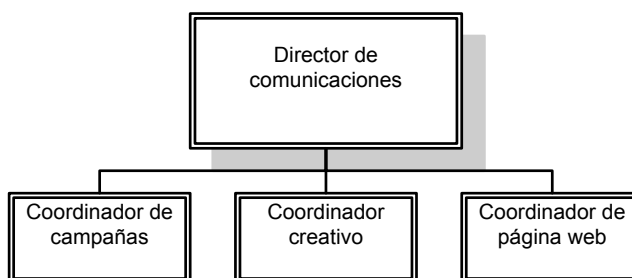 Director de
comunicaciones
Coordinador de
campañas
Coordinador
creativo
Coordinador de
página web